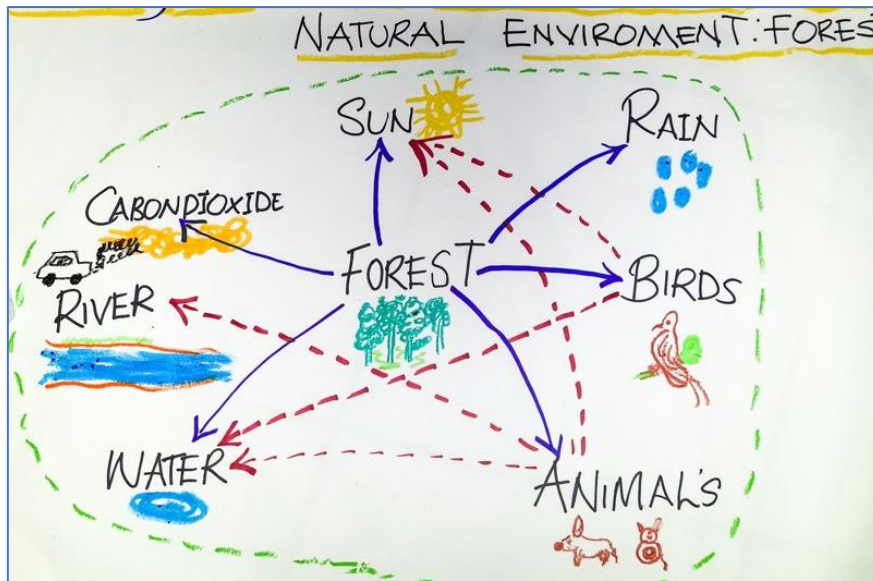 NATURAL ENVIROMENT: FORES
SUN
RAIN
CABONDIOXIDE
FOREST
BIRDS
RIVER
WATER
ANIMAL'S